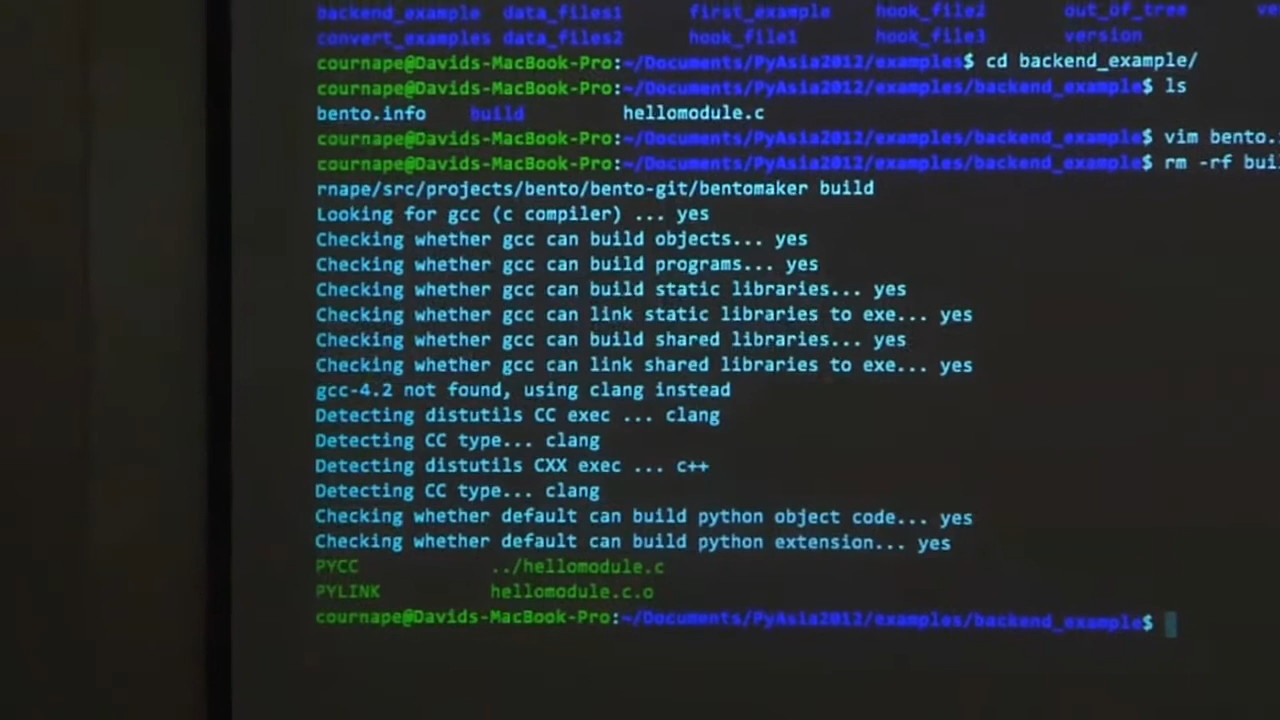 backend_example data_files1 first_example hook_file2 out_of_tree
convert_examples data_files2 hook_file1 hook_file3 version
cournape@Davids-MacBook-Pro:~/Documents/PyAsia2012/examples$ cd backend_example/
cournape@Davids-MacBook-Pro:~/Documents/PyAsia2012/examples/backend_example$ ls
bento.info build hellomodule.c
cournape@Davids-MacBook-Pro:~/Documents/PyAsia2012/examples/backend_example$ vim bento.
cournape@Davids-MacBook-Pro:~/Documents/PyAsia2012/examples/backend_example$ rm -rf bui
rnape/src/projects/bento/bento-git/bentomaker build
Looking for gcc (c compiler) ... yes
Checking whether gcc can build objects... yes
Checking whether gcc can build programs... yes
Checking whether gcc can build static libraries... yes
Checking whether gcc can link static libraries to exe... yes
Checking whether gcc can build shared libraries... yes
Checking whether gcc can link shared libraries to exe... yes
gcc-4.2 not found, using clang instead
Detecting distutils CC exec ... clang
Detecting CC type... clang
Detecting distutils CXX exec ... c++
Detecting CC type... clang
Checking whether default can build python object code... yes
Checking whether default can build python extension... yes
PYCC ../hellomodule.c
PYLINK hellomodule.c.o
cournape@Davids-MacBook-Pro:~/Documents/PyAsia2012/examples/backend_example$